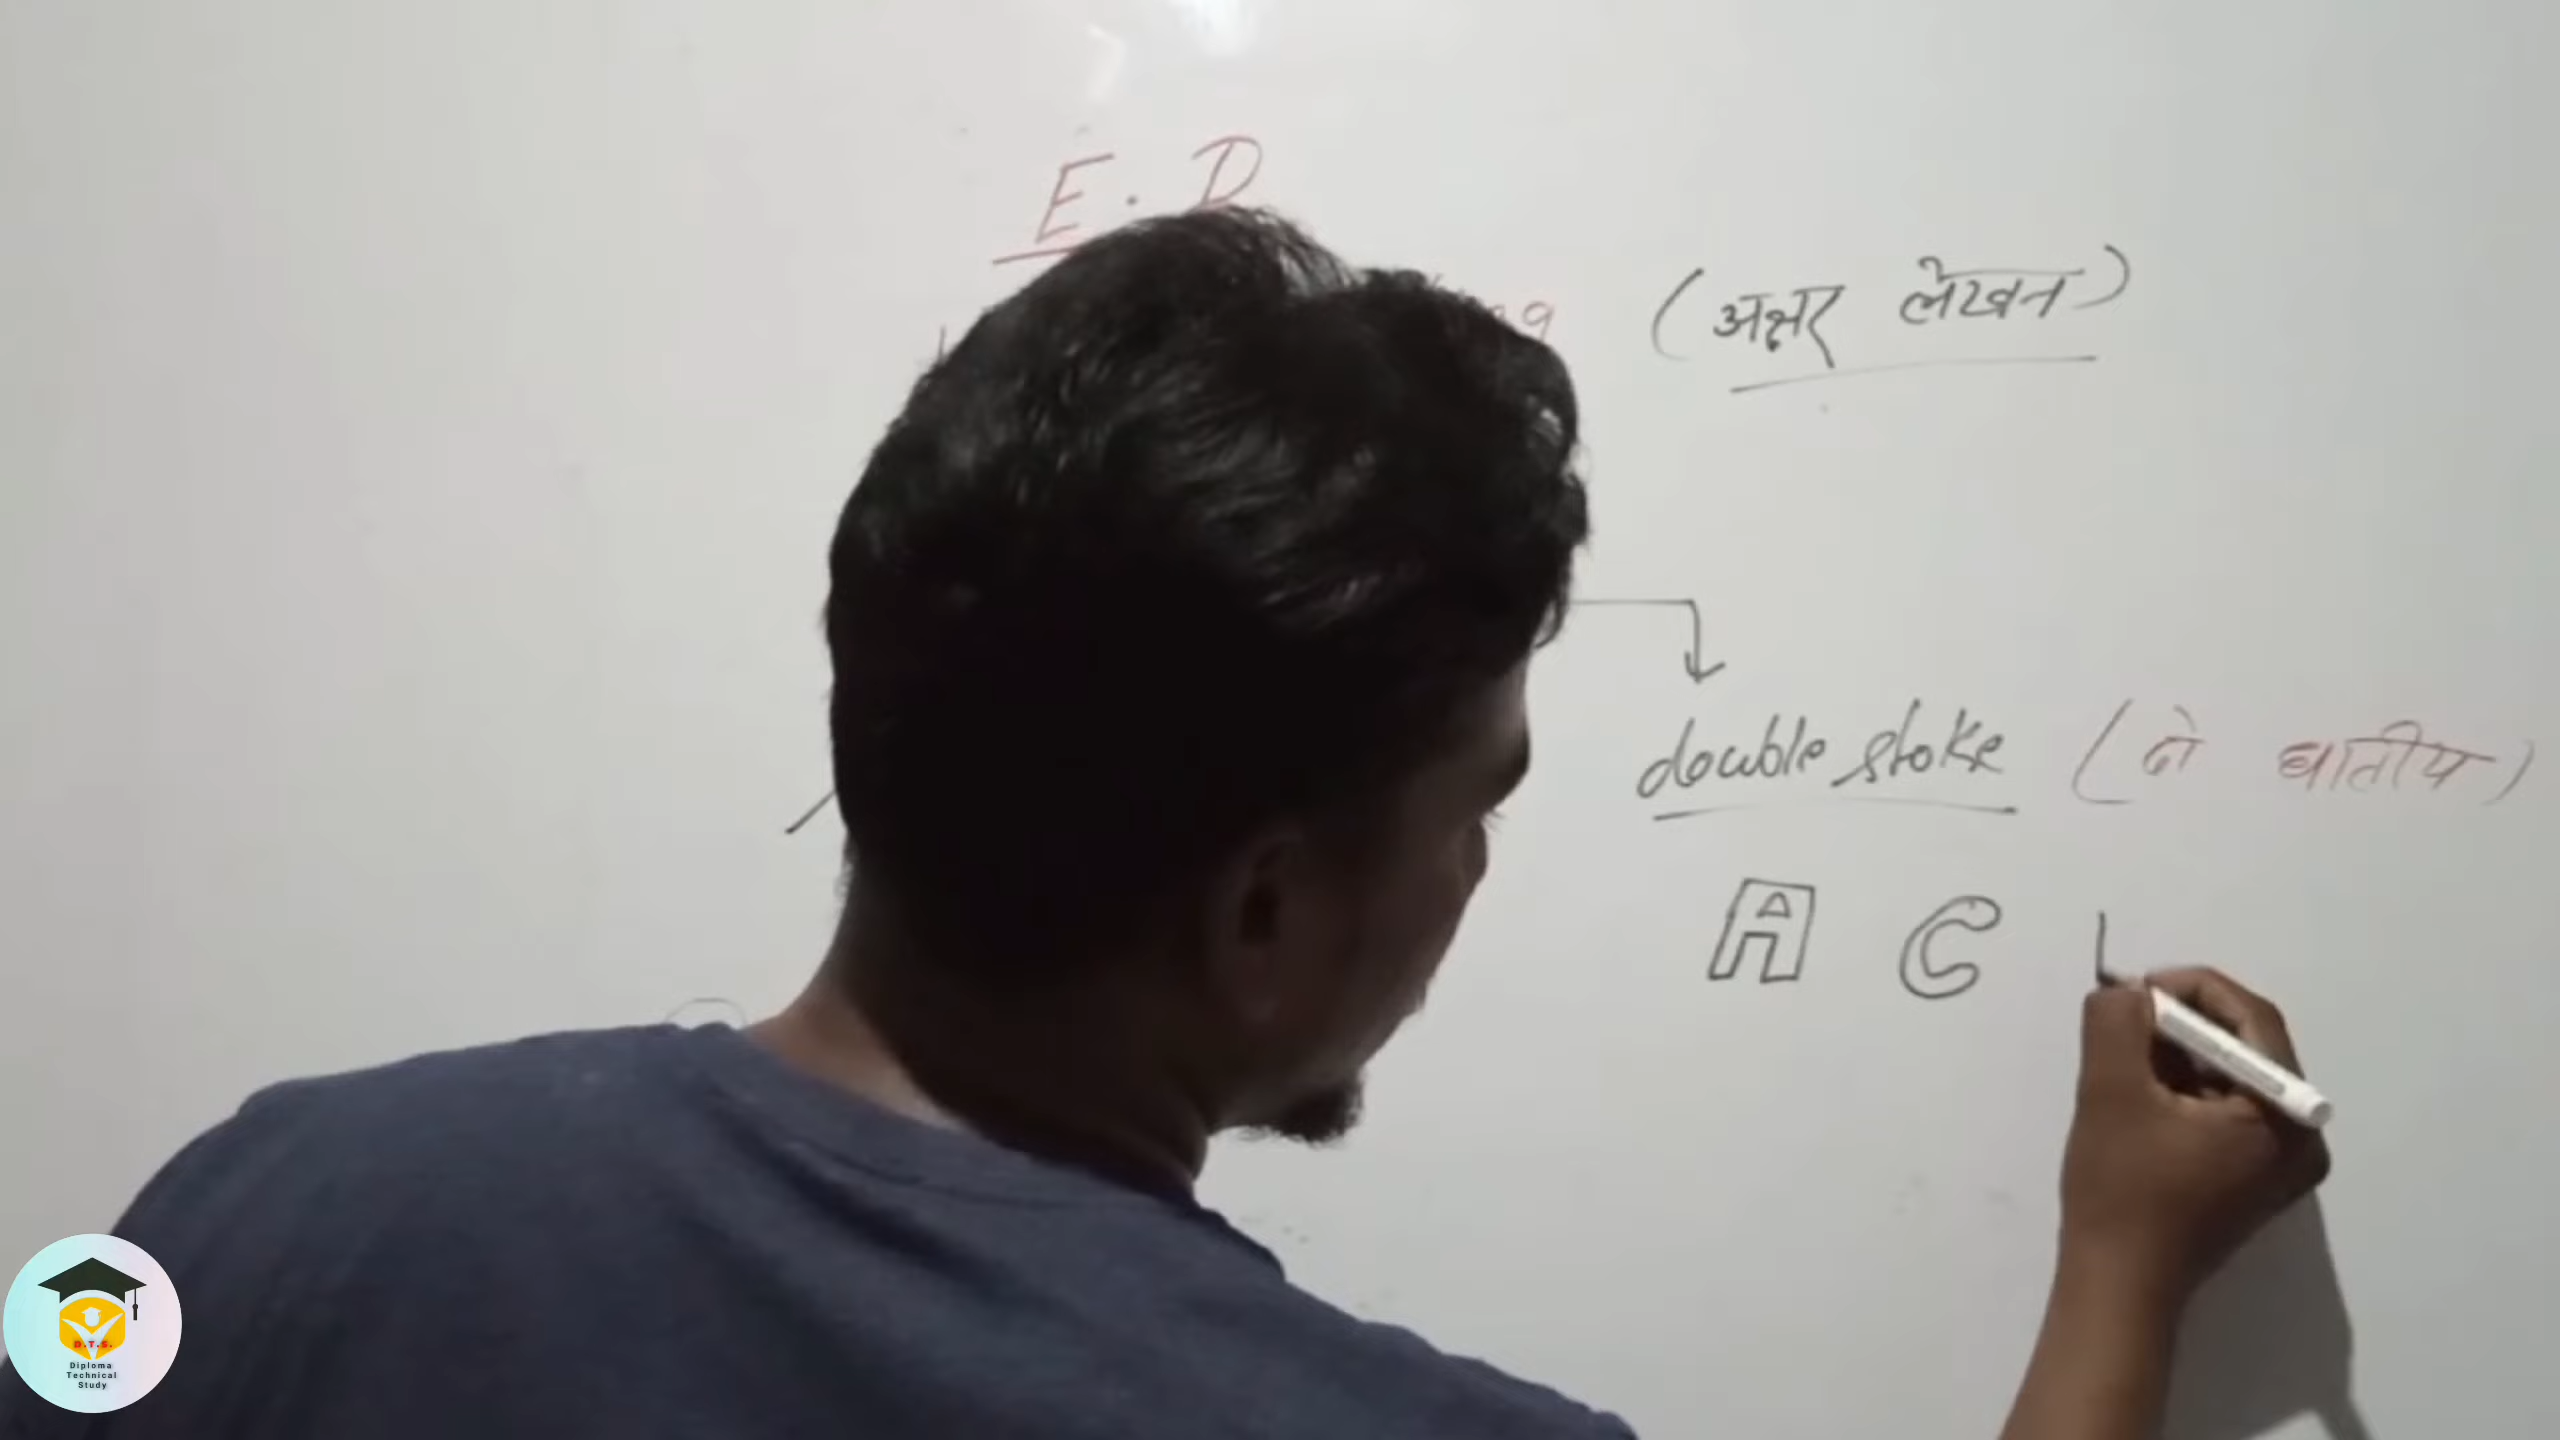 E. D
(अक्षर लेखन)
double stoke (दो घातीय)
A C
D.T.S.
Diploma
Technical
Study